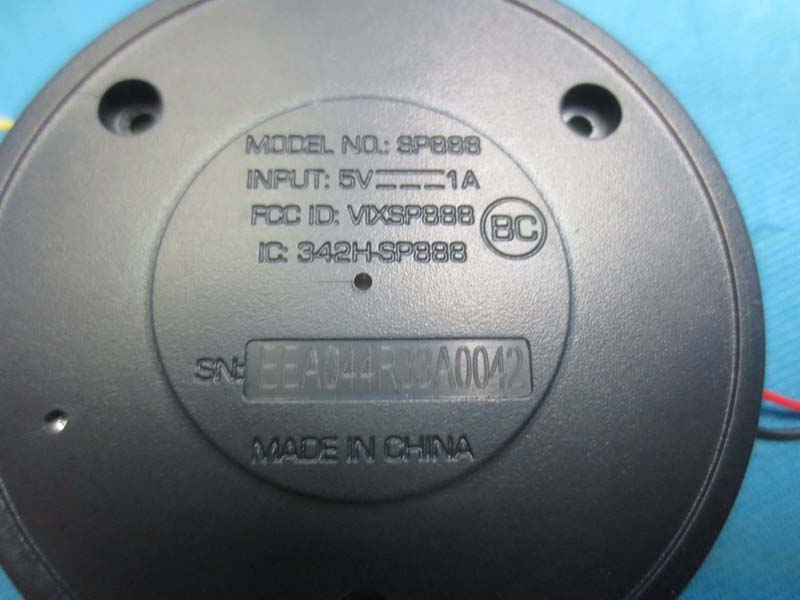 MODEL NO.: SP888
INPUT: 5V⎓1A
FCC ID: VIXSP888
BC
IC: 342H-SP888
SN: EEA044R33A0042
MADE IN CHINA